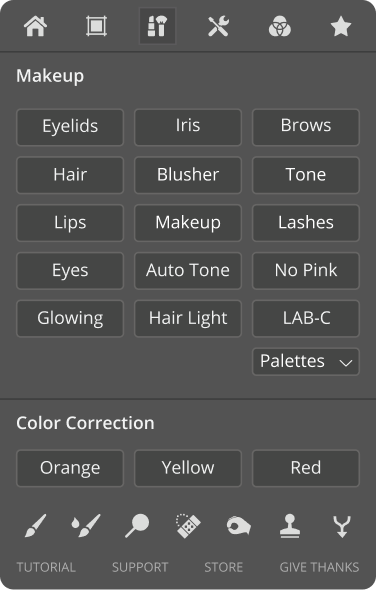 Makeup
Eyelids Iris Brows
Hair Blusher Tone
Lips Makeup Lashes
Eyes Auto Tone No Pink
Glowing Hair Light LAB-C
Palettes
Color Correction
Orange Yellow Red
TUTORIAL SUPPORT STORE GIVE THANKS